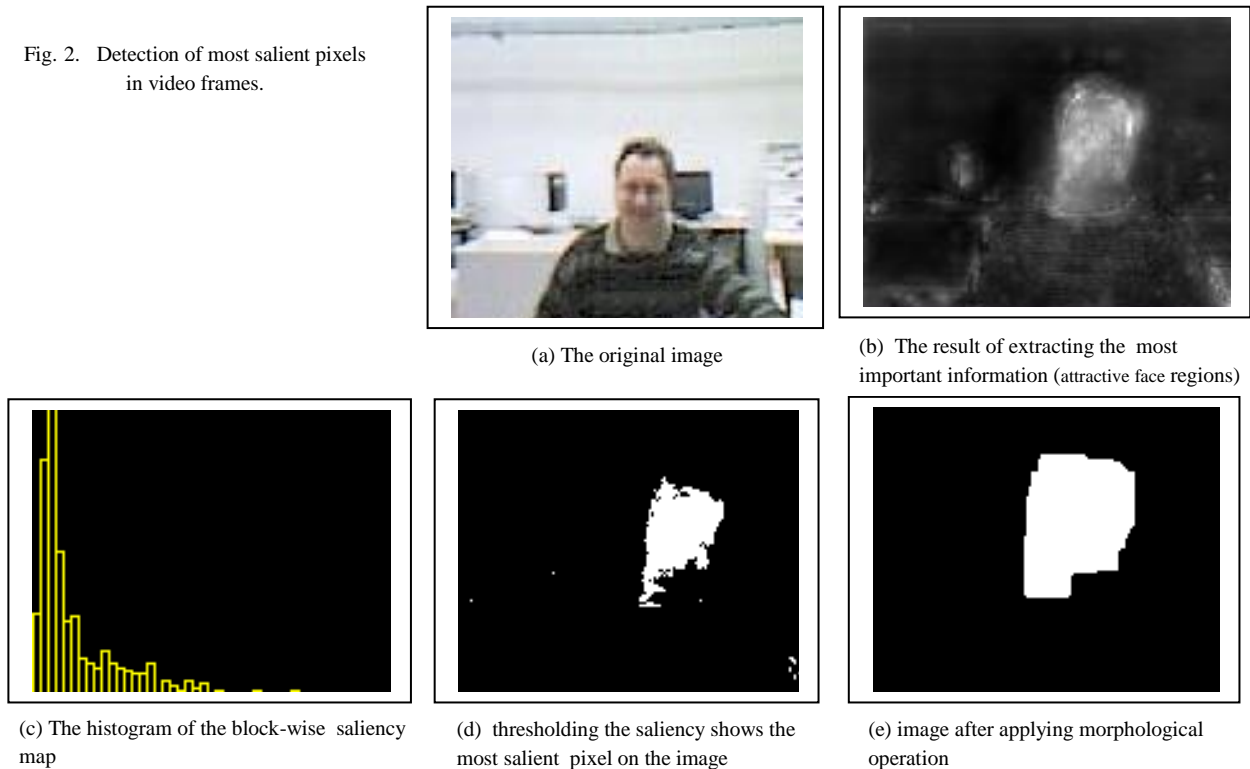 Fig. 2. Detection of most salient pixels
in video frames.
(a) The original image
(b) The result of extracting the most
important information (attractive face regions)
(c) The histogram of the block-wise saliency
map
(d) thresholding the saliency shows the
most salient pixel on the image
(e) image after applying morphological
operation